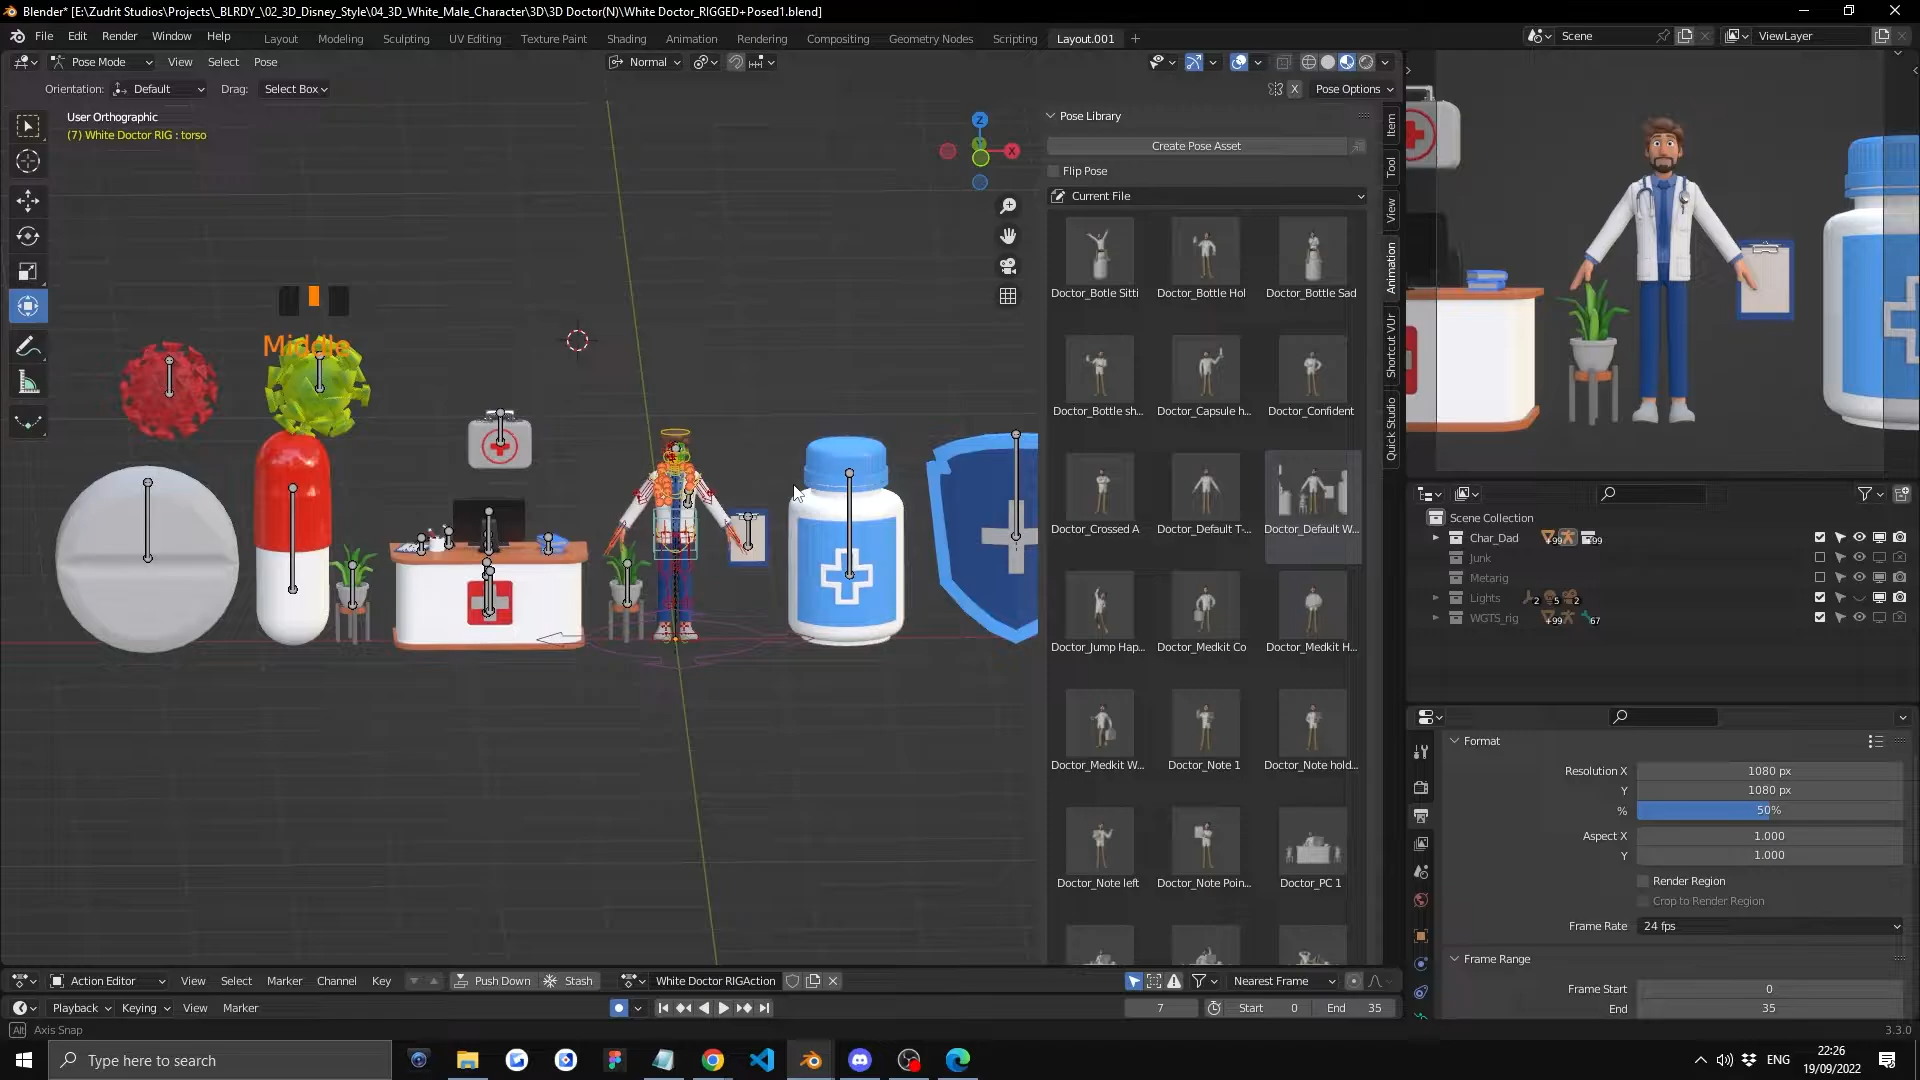 Blender* [E:\Zudrit Studios\Projects\_BLRDY_\02_3D_Disney_Style\04_3D_White_Male_Character\3D\3D Doctor(N)\White Doctor_RIGGED+Posed1.blend]
File Edit Render Window Help
Layout Modeling Sculpting UV Editing Texture Paint Shading Animation Rendering Compositing Geometry Nodes Scripting Layout.001 +
Scene
ViewLayer
Pose Mode View Select Pose
Normal
Orientation: Default Drag: Select Box
X Pose Options
User Orthographic
(7) White Doctor RIG : torso
Z
X
Middle
Pose Library
Create Pose Asset
Flip Pose
Current File
Doctor_Botle Sitti Doctor_Bottle Hol Doctor_Bottle Sad
Doctor_Bottle sh... Doctor_Capsule h... Doctor_Confident
Doctor_Crossed A Doctor_Default T-... Doctor_Default W...
Doctor_Jump Hap... Doctor_Medkit Co Doctor_Medkit H...
Doctor_Medkit W... Doctor_Note 1 Doctor_Note hold...
Doctor_Note left Doctor_Note Poin... Doctor_PC 1
Item
Tool
View
Animation
Shortcut VUr
Quick Studio
Scene Collection
Char_Dad +99 99
Junk
Metarig
Lights 2 5 2
WGTS_rig +99 67
Format
Resolution X 1080 px
Y 1080 px
% 50%
Aspect X 1.000
Y 1.000
Render Region
Crop to Render Region
Frame Rate 24 fps
Frame Range
Frame Start 0
End 35
Action Editor View Select Marker Channel Key Push Down Stash White Doctor RIGAction Nearest Frame
Playback Keying View Marker 7 Start 0 End 35
Alt Axis Snap
3.3.0
Type here to search
ENG
22:26
19/09/2022